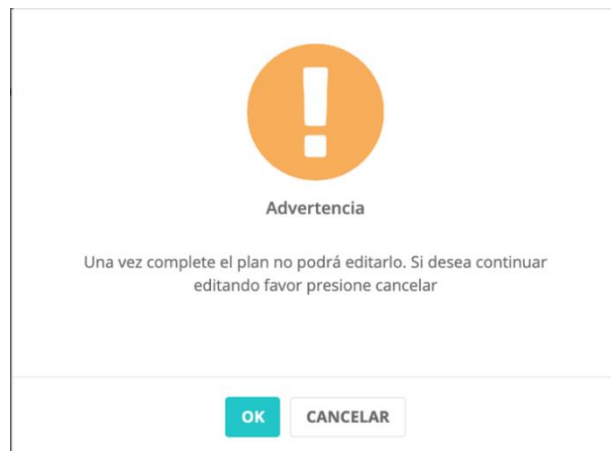 Advertencia
Una vez complete el plan no podrá editarlo. Si desea continuar
editando favor presione cancelar
OK CANCELAR